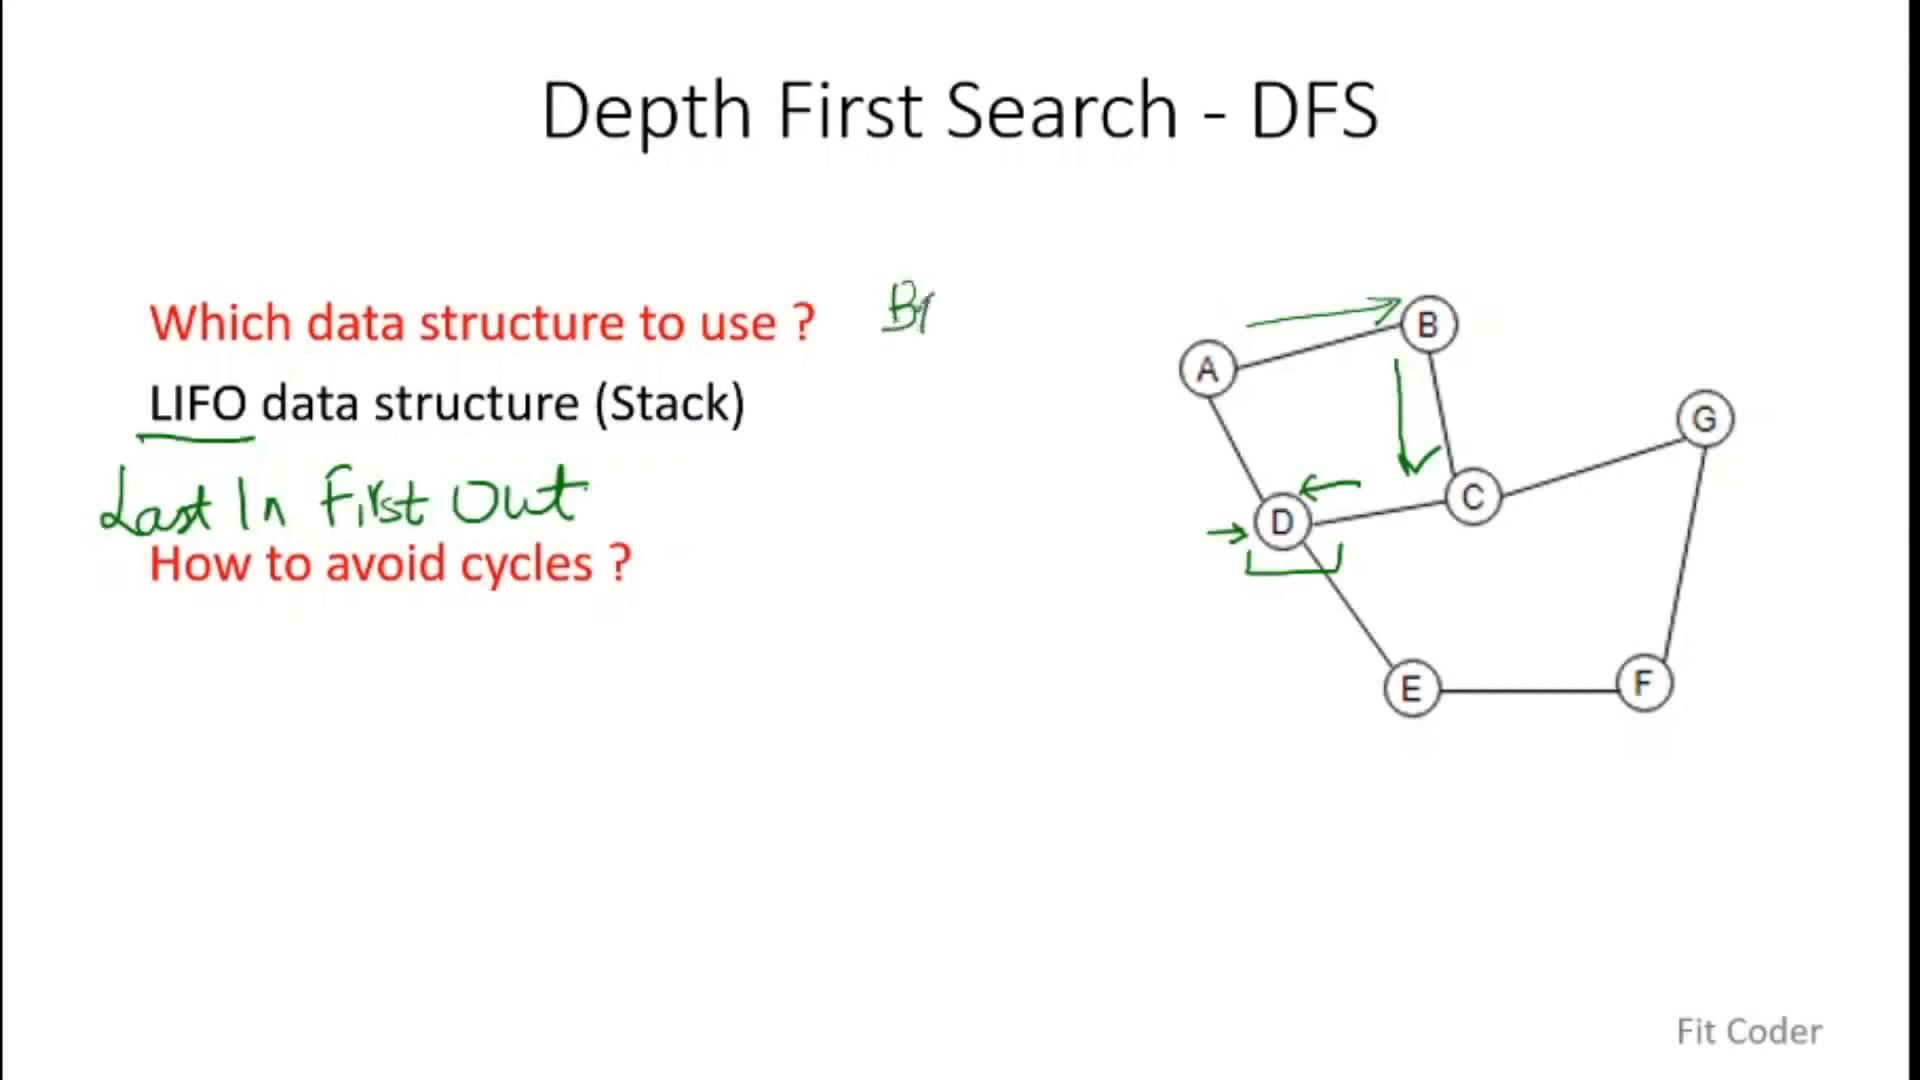 Depth First Search - DFS
Which data structure to use ?
LIFO data structure (Stack)
Last In First Out
How to avoid cycles ?
B
A
G
C
D
E
F
Fit Coder